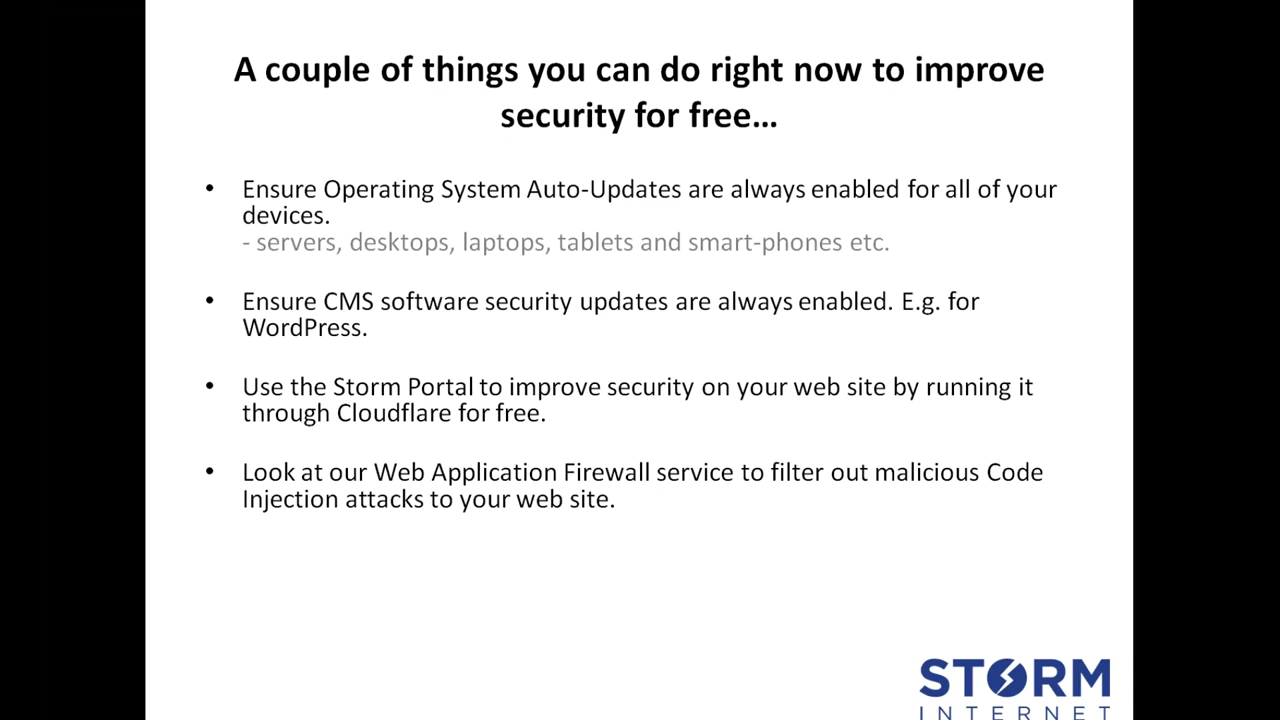 A couple of things you can do right now to improve
security for free…
• Ensure Operating System Auto-Updates are always enabled for all of your
devices.
- servers, desktops, laptops, tablets and smart-phones etc.
• Ensure CMS software security updates are always enabled. E.g. for
WordPress.
• Use the Storm Portal to improve security on your web site by running it
through Cloudflare for free.
• Look at our Web Application Firewall service to filter out malicious Code
Injection attacks to your web site.
STORM
INTERNET